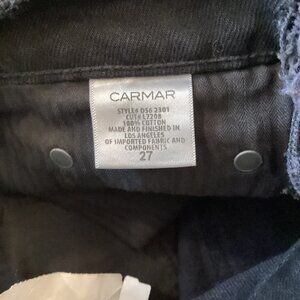 CARMAR
STYLE# DS6 2301
CUT# L7208
100% COTTON
MADE AND FINISHED IN
LOS ANGELES
OF IMPORTED FABRIC AND
COMPONENTS
27